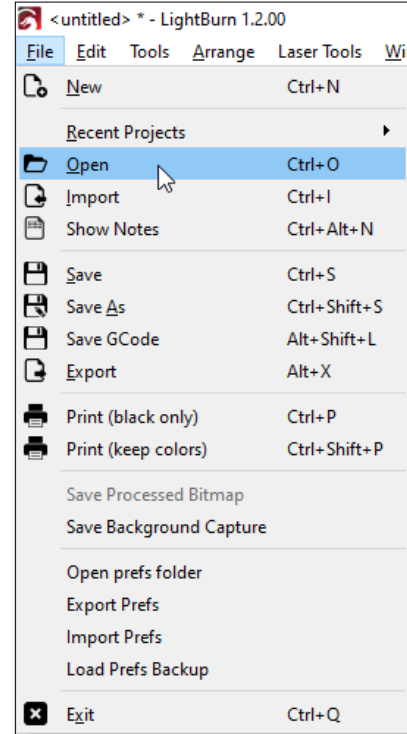 <untitled> * - LightBurn 1.2.00
File Edit Tools Arrange Laser Tools Wi
New Ctrl+N
Recent Projects
Open Ctrl+O
Import Ctrl+I
Show Notes Ctrl+Alt+N
Save Ctrl+S
Save As Ctrl+Shift+S
Save GCode Alt+Shift+L
Export Alt+X
Print (black only) Ctrl+P
Print (keep colors) Ctrl+Shift+P
Save Processed Bitmap
Save Background Capture
Open prefs folder
Export Prefs
Import Prefs
Load Prefs Backup
Exit Ctrl+Q